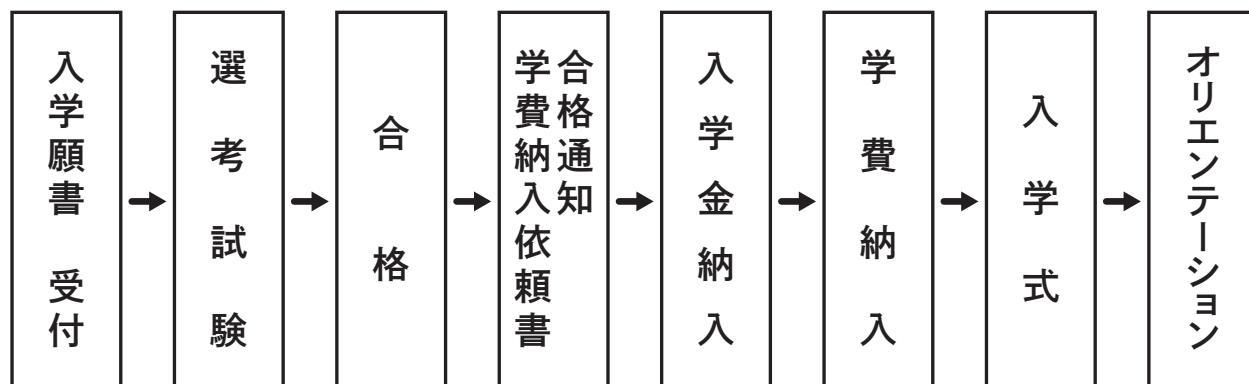 入学願書 受付
選考試験
合格
合格通知
学費納入依頼書
入学金納入
学費納入
入学式
オリエンテーション